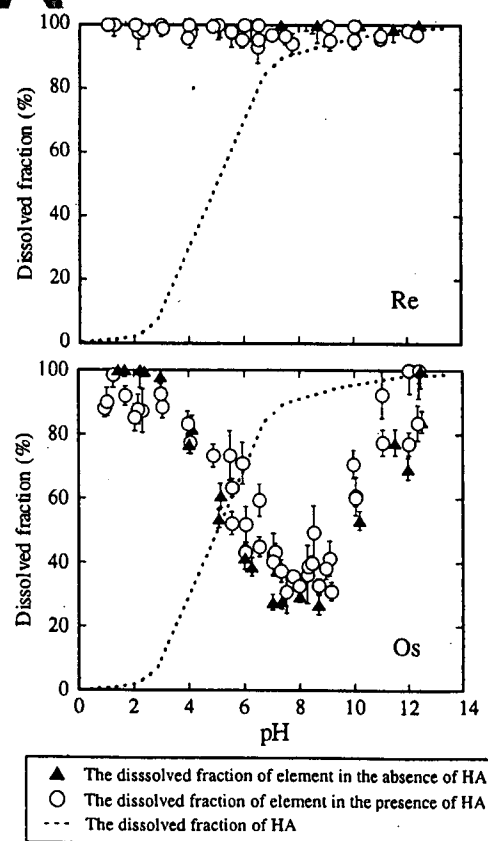 100
80
60
40
20
0
Dissolved fraction (%)
Re
100
80
60
40
20
0
Dissolved fraction (%)
Os
0 2 4 6 8 10 12 14
pH
▲ The disssolved fraction of element in the absence of HA
○ The dissolved fraction of element in the presence of HA
---- The dissolved fraction of HA